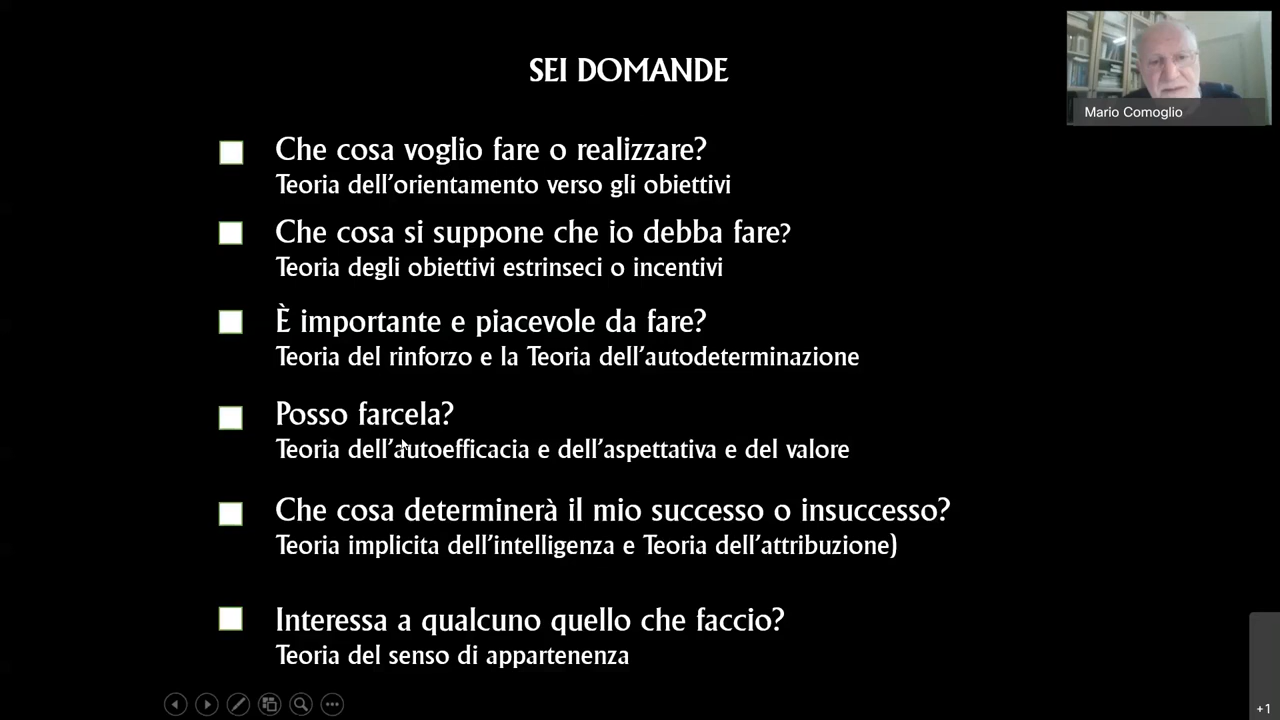 SEI DOMANDE
Mario Comoglio
Che cosa voglio fare o realizzare?
Teoria dell'orientamento verso gli obiettivi
Che cosa si suppone che io debba fare?
Teoria degli obiettivi estrinseci o incentivi
È importante e piacevole da fare?
Teoria del rinforzo e la Teoria dell'autodeterminazione
Posso farcela?
Teoria dell'autoefficacia e dell'aspettativa e del valore
Che cosa determinerà il mio successo o insuccesso?
Teoria implicita dell'intelligenza e Teoria dell'attribuzione)
Interessa a qualcuno quello che faccio?
Teoria del senso di appartenenza
+1